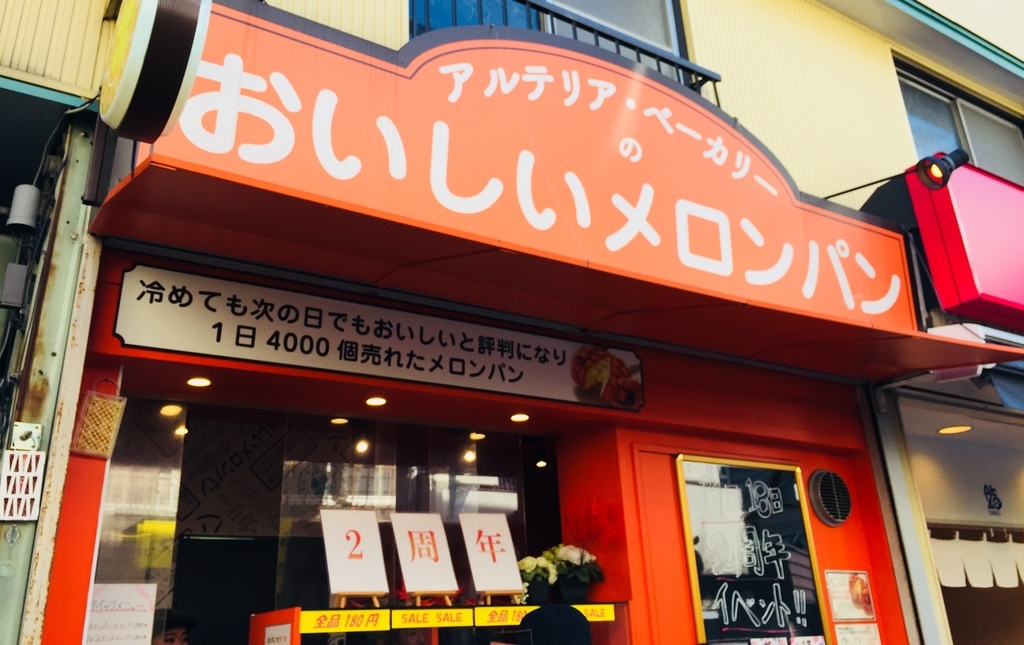 アルテリア・ベーカリー
の
おいしいメロンパン
冷めても次の日でもおいしいと評判になり
1日4000個売れたメロンパン
2周年
全品180円
SALE SALE
全品180
SALE
18日
2周年
イベント!!